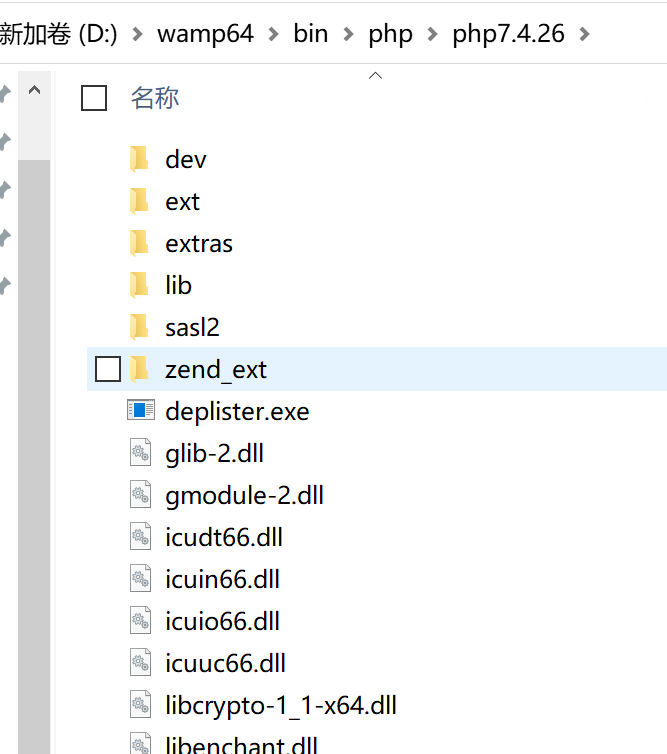 新加卷 (D:) > wamp64 > bin > php > php7.4.26 >
名称
dev
ext
extras
lib
sasl2
zend_ext
deplister.exe
glib-2.dll
gmodule-2.dll
icudt66.dll
icuin66.dll
icuio66.dll
icuuc66.dll
libcrypto-1_1-x64.dll
libenchant.dll